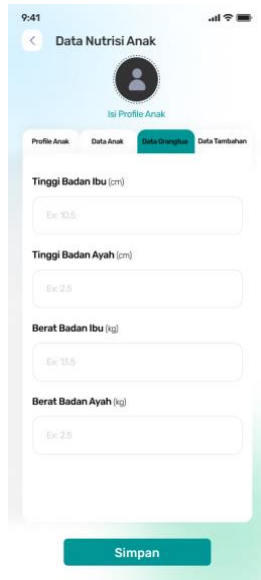 9:41
Data Nutrisi Anak
Isi Profile Anak
Profile Anak Data Anak Data Orangtua Data Tambahan
Tinggi Badan Ibu (cm)
Ex: 10.5
Tinggi Badan Ayah (cm)
Ex: 2.5
Berat Badan Ibu (kg)
Ex: 13.5
Berat Badan Ayah (kg)
Ex: 2.5
Simpan